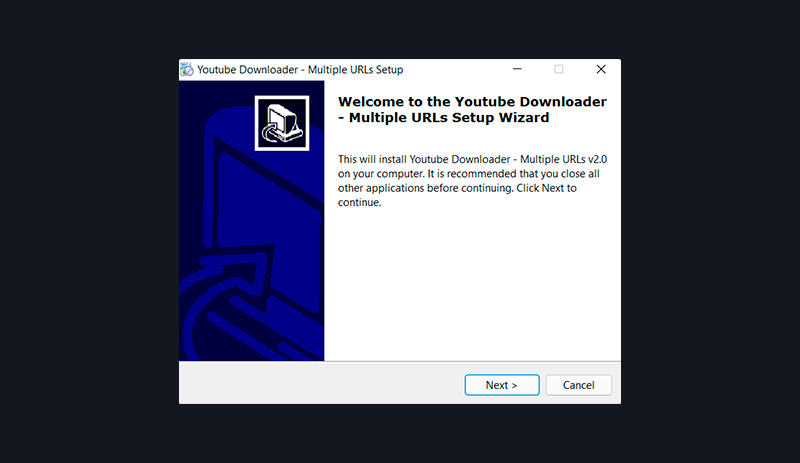 Youtube Downloader - Multiple URLs Setup
Welcome to the Youtube Downloader
- Multiple URLs Setup Wizard
This will install Youtube Downloader - Multiple URLs v2.0
on your computer. It is recommended that you close all
other applications before continuing. Click Next to
continue.
Next >
Cancel